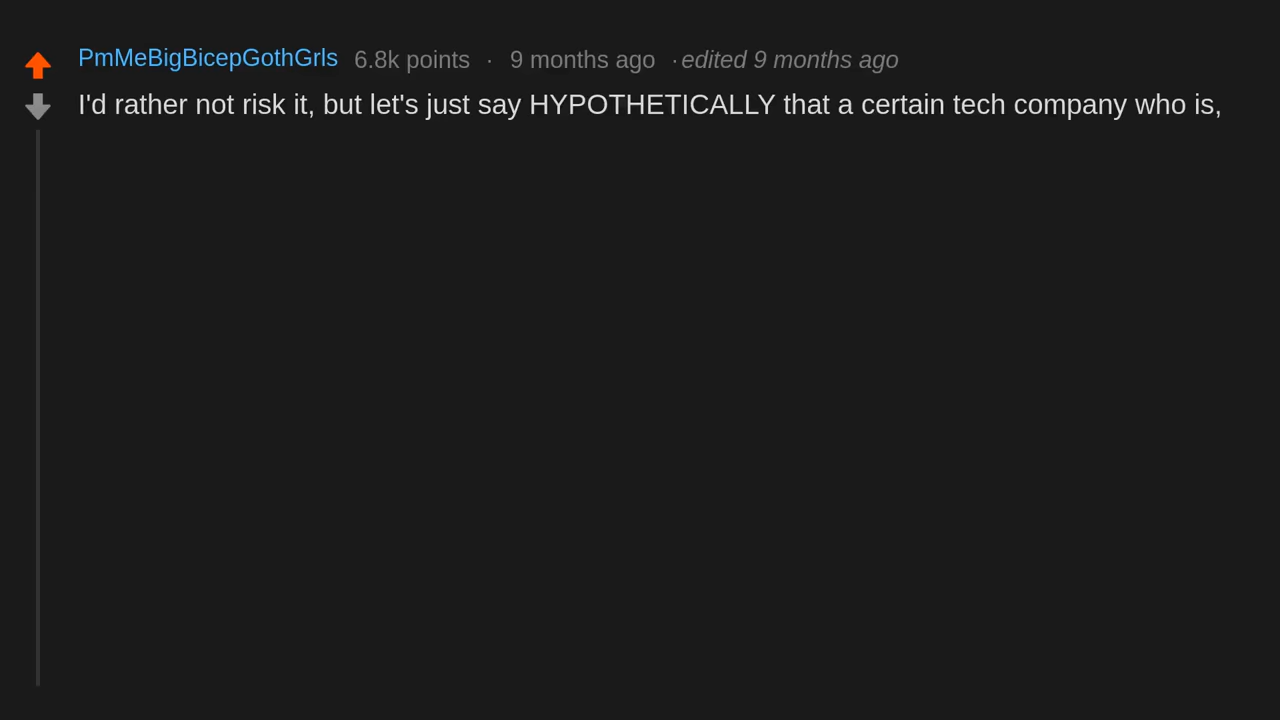 PmMeBigBicepGothGrls 6.8k points · 9 months ago · edited 9 months ago
I'd rather not risk it, but let's just say HYPOTHETICALLY that a certain tech company who is,